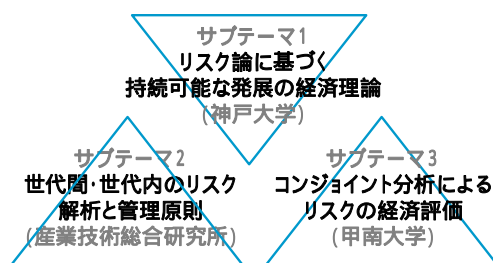 サブテーマ1
リスク論に基づく
持続可能な発展の経済理論
(神戸大学)
サブテーマ2
世代間・世代内のリスク
解析と管理原則
(産業技術総合研究所)
サブテーマ3
コンジョイント分析による
リスクの経済評価
(甲南大学)